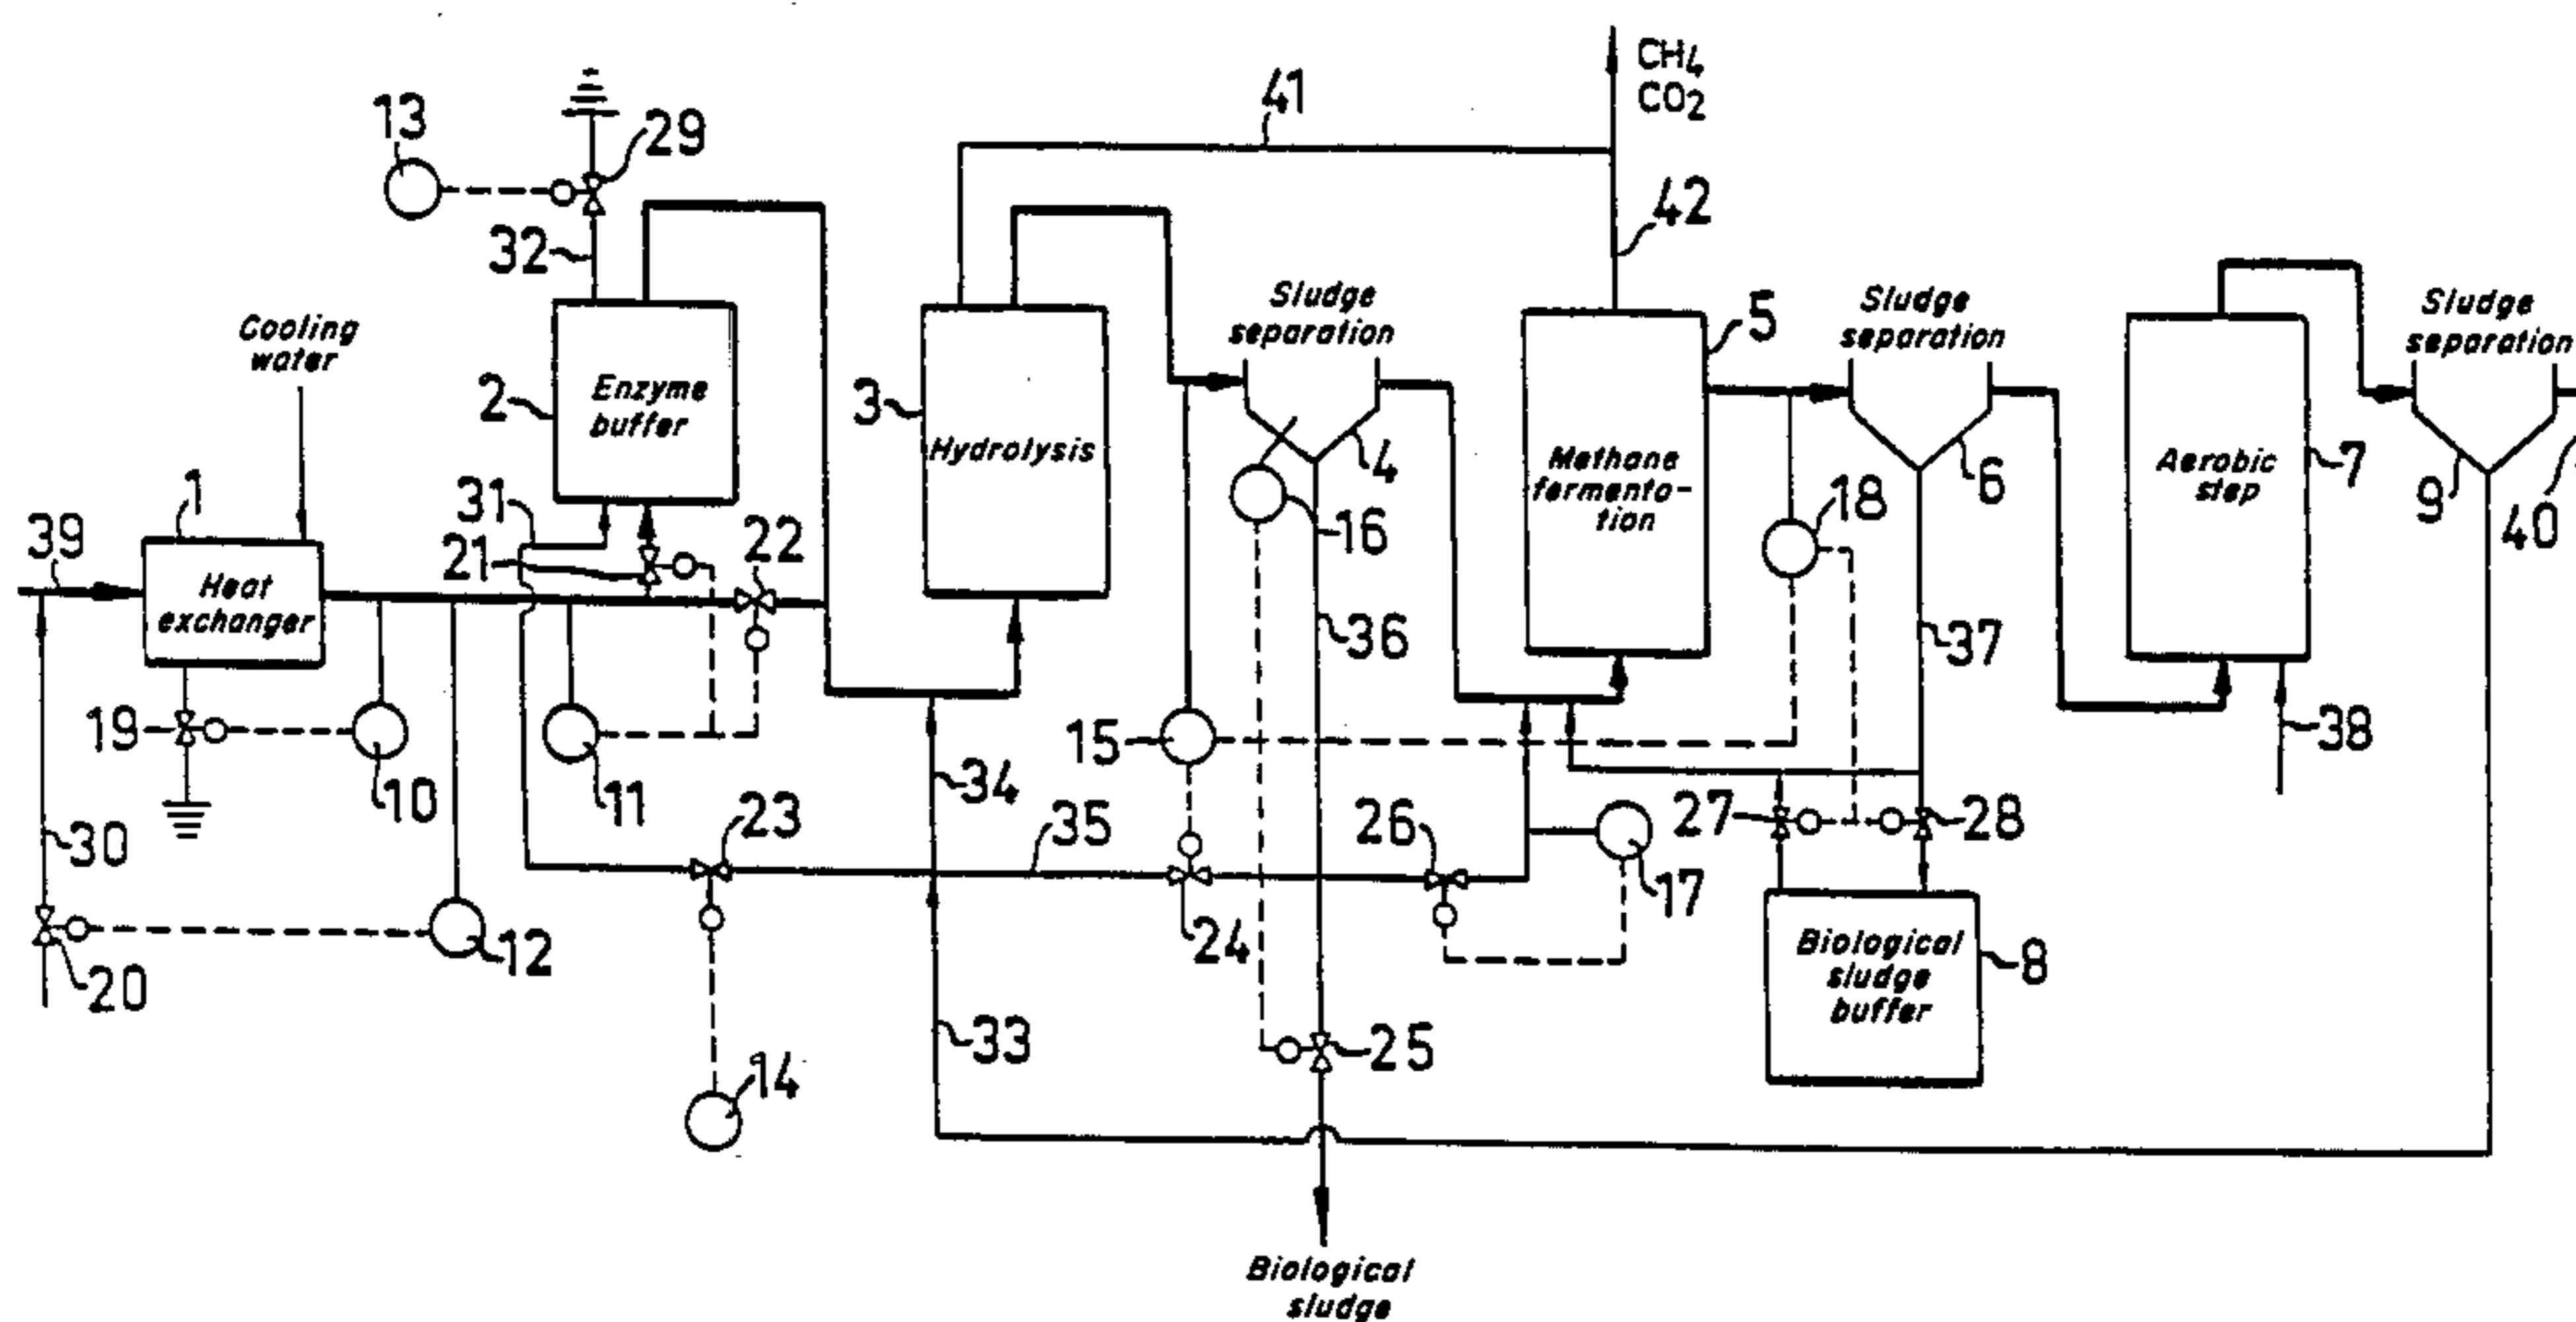 CH4
CO2
41
13
29
42
32
Sludge
separation
Sludge
separation
Sludge
separation
Cooling
water
5
2
Enzyme
buffer
3
Hydrolysis
4
Methane
fermenta-
tion
6
Aerobic
step
7
9
40
31
1
39
21
22
16
18
Heat
exchanger
36
37
19
10
11
15
38
34
30
23
35
26
27
28
12
20
24
17
Biological
sludge
buffer
8
33
25
14
Biological
sludge